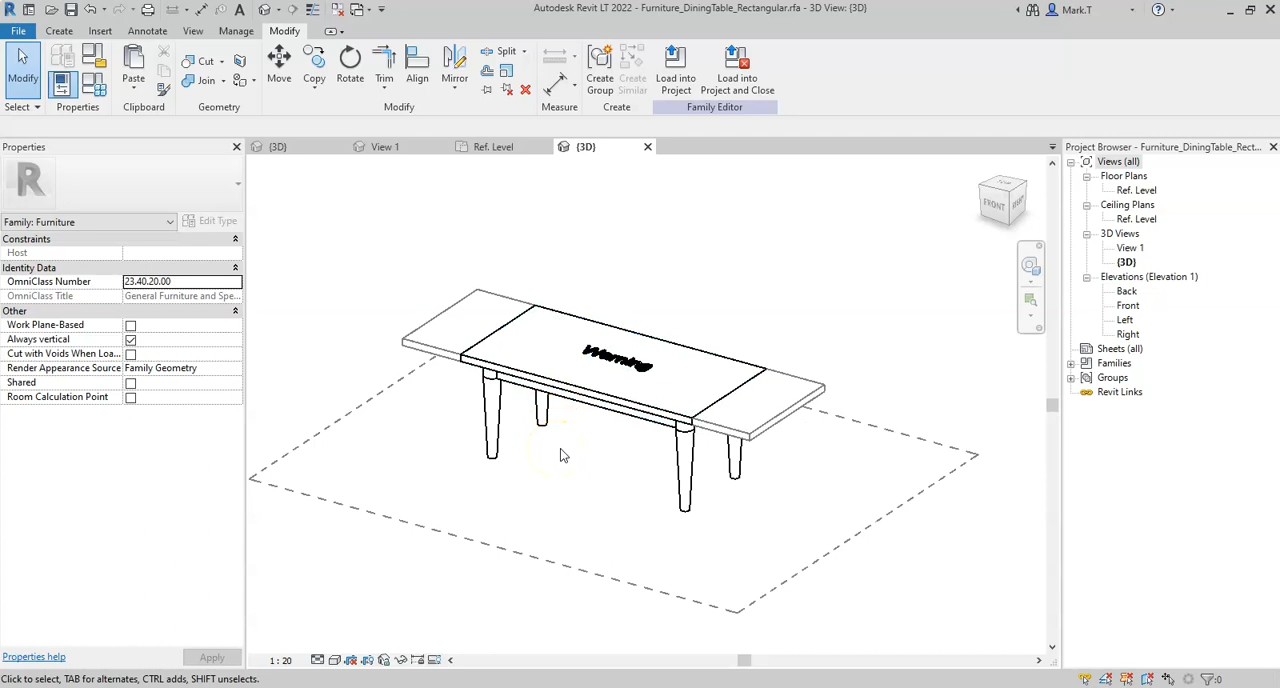 Autodesk Revit LT 2022 - Furniture_DiningTable_Rectangular.rfa - 3D View: {3D}
Mark.T
File Create Insert Annotate View Manage Modify
Modify
Paste
Cut
Join
Move
Copy
Rotate
Trim
Align
Mirror
Split
Create Group
Create Similar
Load into Project
Load into Project and Close
Select Properties Clipboard Geometry Modify Measure Create Family Editor
Properties
{3D}
View 1
Ref. Level
{3D}
Project Browser - Furniture_DiningTable_Rect...
R
Family: Furniture
Edit Type
Constraints
Host
Identity Data
OmniClass Number 23.40.20.00
OmniClass Title General Furniture and Spe...
Other
Work Plane-Based
Always vertical
Cut with Voids When Loa...
Render Appearance Source Family Geometry
Shared
Room Calculation Point
Properties help
Apply
Warning
TOP
FRONT
RIGHT
Views (all)
Floor Plans
Ref. Level
Ceiling Plans
Ref. Level
3D Views
View 1
{3D}
Elevations (Elevation 1)
Back
Front
Left
Right
Sheets (all)
Families
Groups
Revit Links
1 : 20
Click to select, TAB for alternates, CTRL adds, SHIFT unselects.
:0